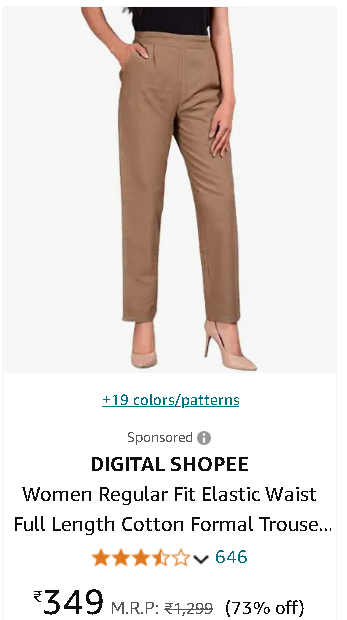 +19 colors/patterns
Sponsored
DIGITAL SHOPEE
Women Regular Fit Elastic Waist
Full Length Cotton Formal Trouse...
646
₹349 M.R.P: ₹1,299 (73% off)